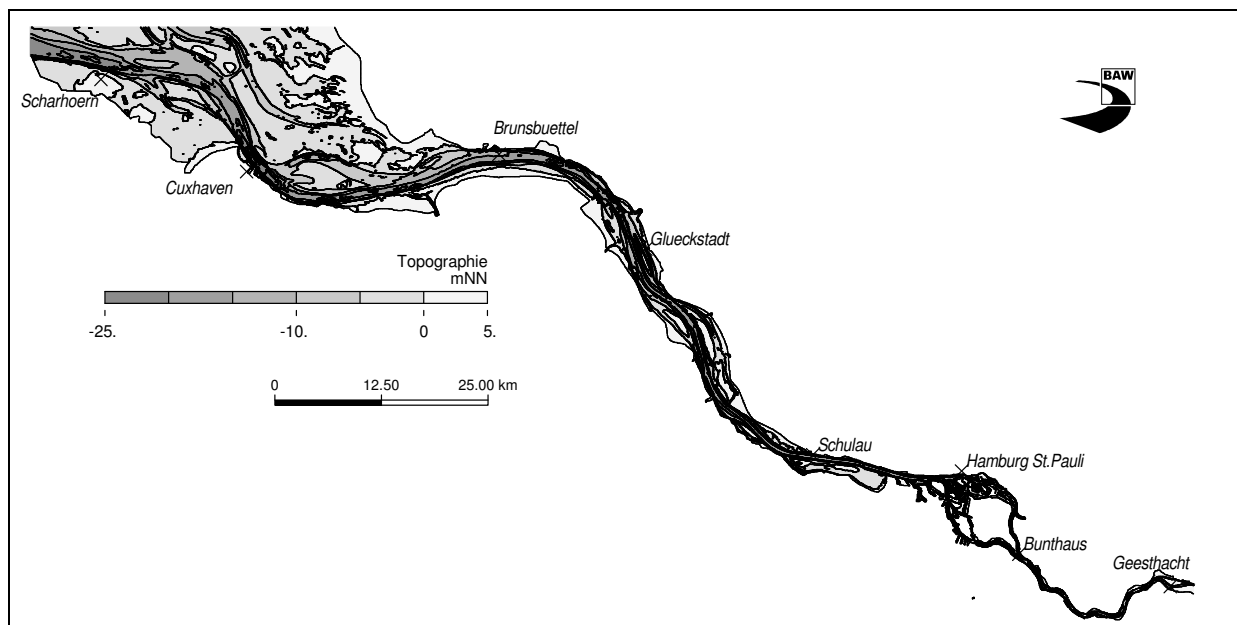 BAW
Scharhoern
Brunsbuettel
Cuxhaven
Glueckstadt
Topographie
mNN
-25. -10. 0 5.
0 12.50 25.00 km
Schulau
Hamburg St.Pauli
Bunthaus
Geesthacht